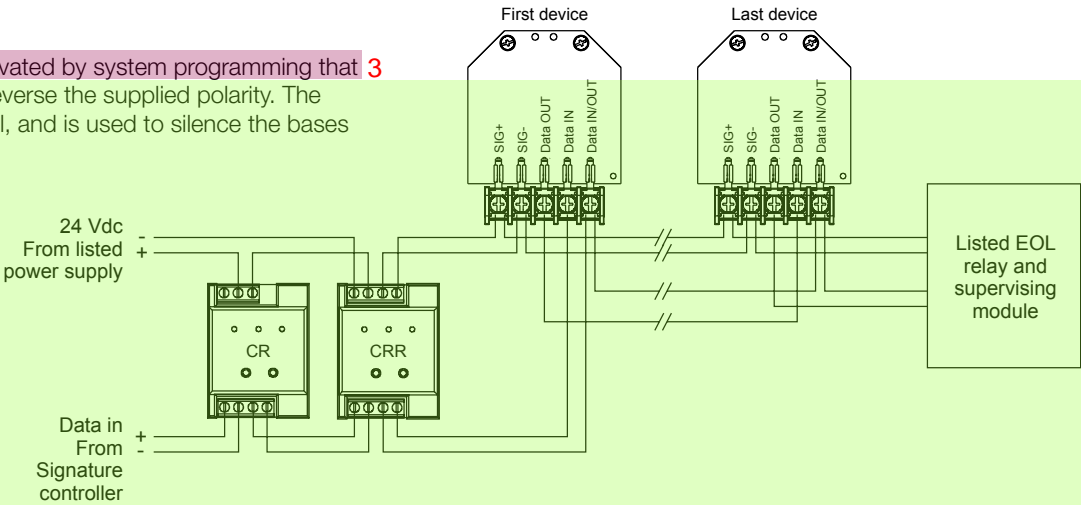 First device
Last device
vated by system programming that 3
everse the supplied polarity. The
l, and is used to silence the bases
SIG+
SIG-
Data OUT
Data IN
Data IN/OUT
SIG+
SIG-
Data OUT
Data IN
Data IN/OUT
24 Vdc -
From listed +
power supply
Listed EOL
relay and
supervising
module
CR
CRR
Data in +
From -
Signature
controller